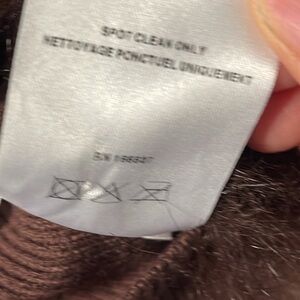 SPOT CLEAN ONLY
NETTOYAGE PONCTUEL UNIQUEMENT